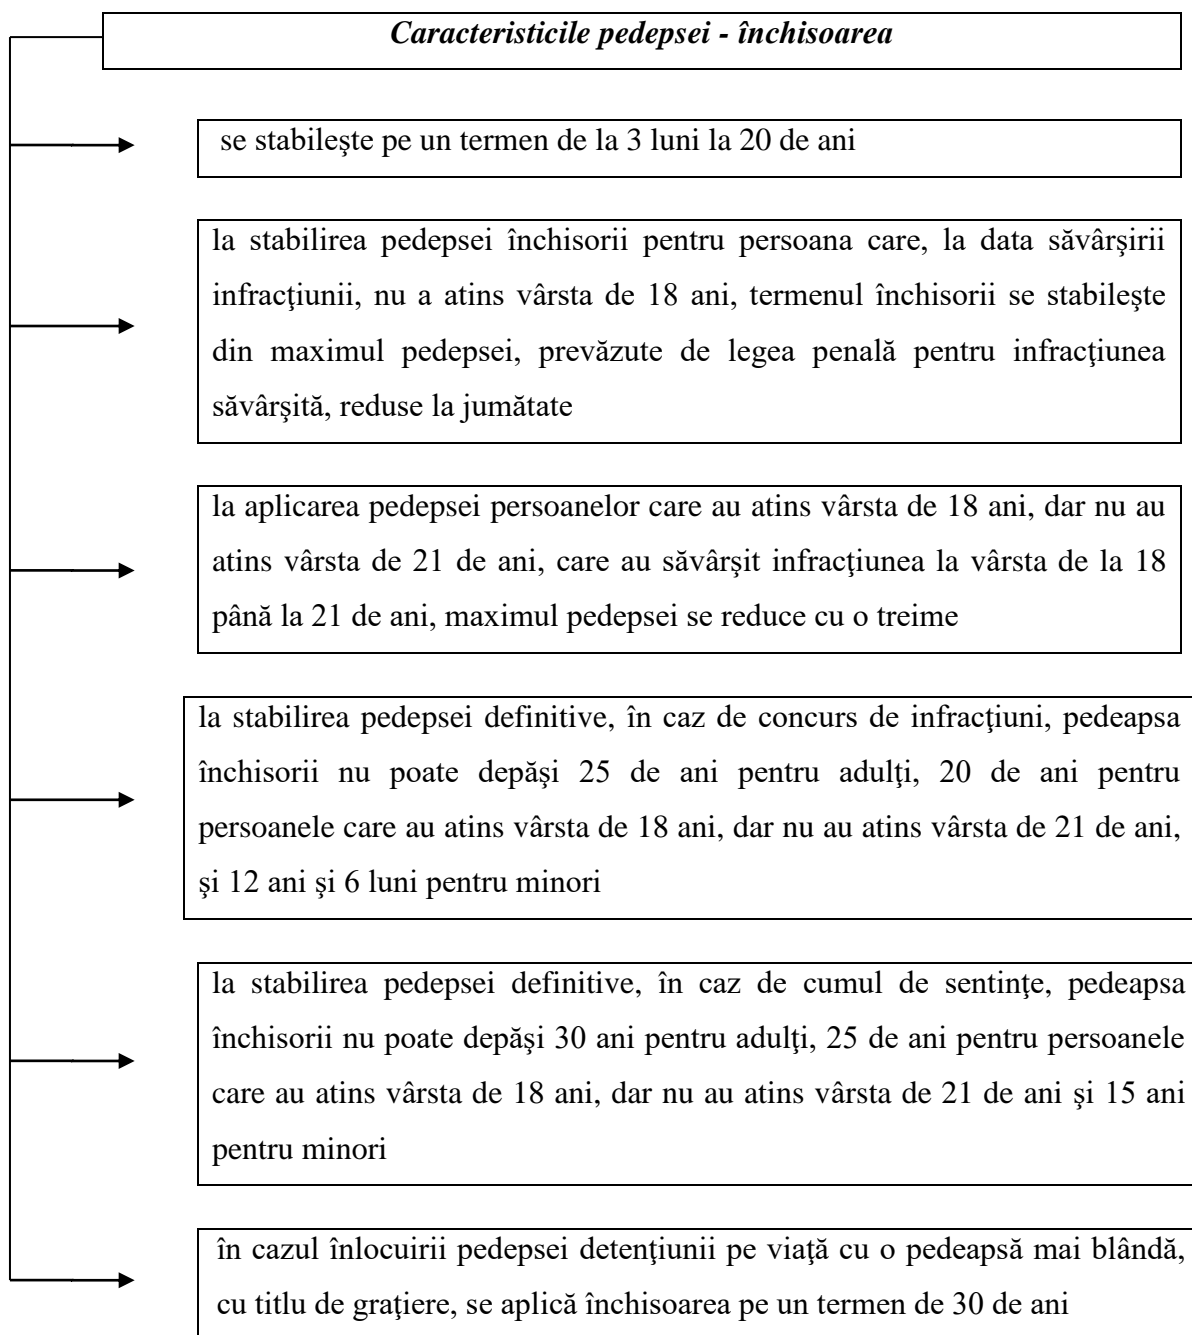 Caracteristicile pedepsei - închisoarea
se stabileşte pe un termen de la 3 luni la 20 de ani
la stabilirea pedepsei închisorii pentru persoana care, la data săvârşirii
infracţiunii, nu a atins vârsta de 18 ani, termenul închisorii se stabileşte
din maximul pedepsei, prevăzute de legea penală pentru infracţiunea
săvârşită, reduse la jumătate
la aplicarea pedepsei persoanelor care au atins vârsta de 18 ani, dar nu au
atins vârsta de 21 de ani, care au săvârşit infracţiunea la vârsta de la 18
până la 21 de ani, maximul pedepsei se reduce cu o treime
la stabilirea pedepsei definitive, în caz de concurs de infracţiuni, pedeapsa
închisorii nu poate depăşi 25 de ani pentru adulţi, 20 de ani pentru
persoanele care au atins vârsta de 18 ani, dar nu au atins vârsta de 21 de ani,
şi 12 ani şi 6 luni pentru minori
la stabilirea pedepsei definitive, în caz de cumul de sentinţe, pedeapsa
închisorii nu poate depăşi 30 ani pentru adulţi, 25 de ani pentru persoanele
care au atins vârsta de 18 ani, dar nu au atins vârsta de 21 de ani şi 15 ani
pentru minori
în cazul înlocuirii pedepsei detenţiunii pe viaţă cu o pedeapsă mai blândă,
cu titlu de graţiere, se aplică închisoarea pe un termen de 30 de ani